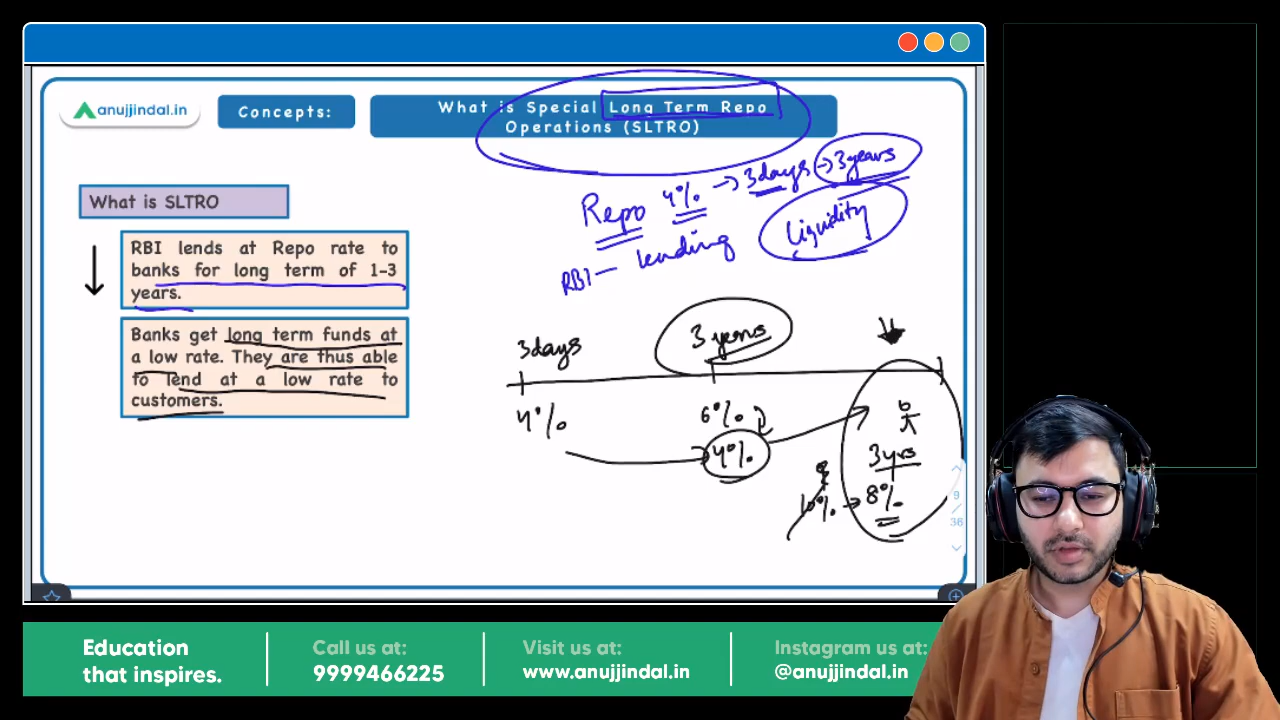 anujjindal.in
Concepts:
What is Special Long Term Repo
Operations (SLTRO)
What is SLTRO
RBI lends at Repo rate to
banks for long term of 1-3
years.
Banks get long term funds at
a low rate. They are thus able
to lend at a low rate to
customers.
Repo 4% → 3days → 3years
RBI — lending
liquidity
3days
3 years
4%
6%
4%
3yrs
10% → 8%
9
/
36
Education
that inspires.
Call us at:
9999466225
Visit us at:
www.anujjindal.in
Instagram us at:
@anujjindal.in